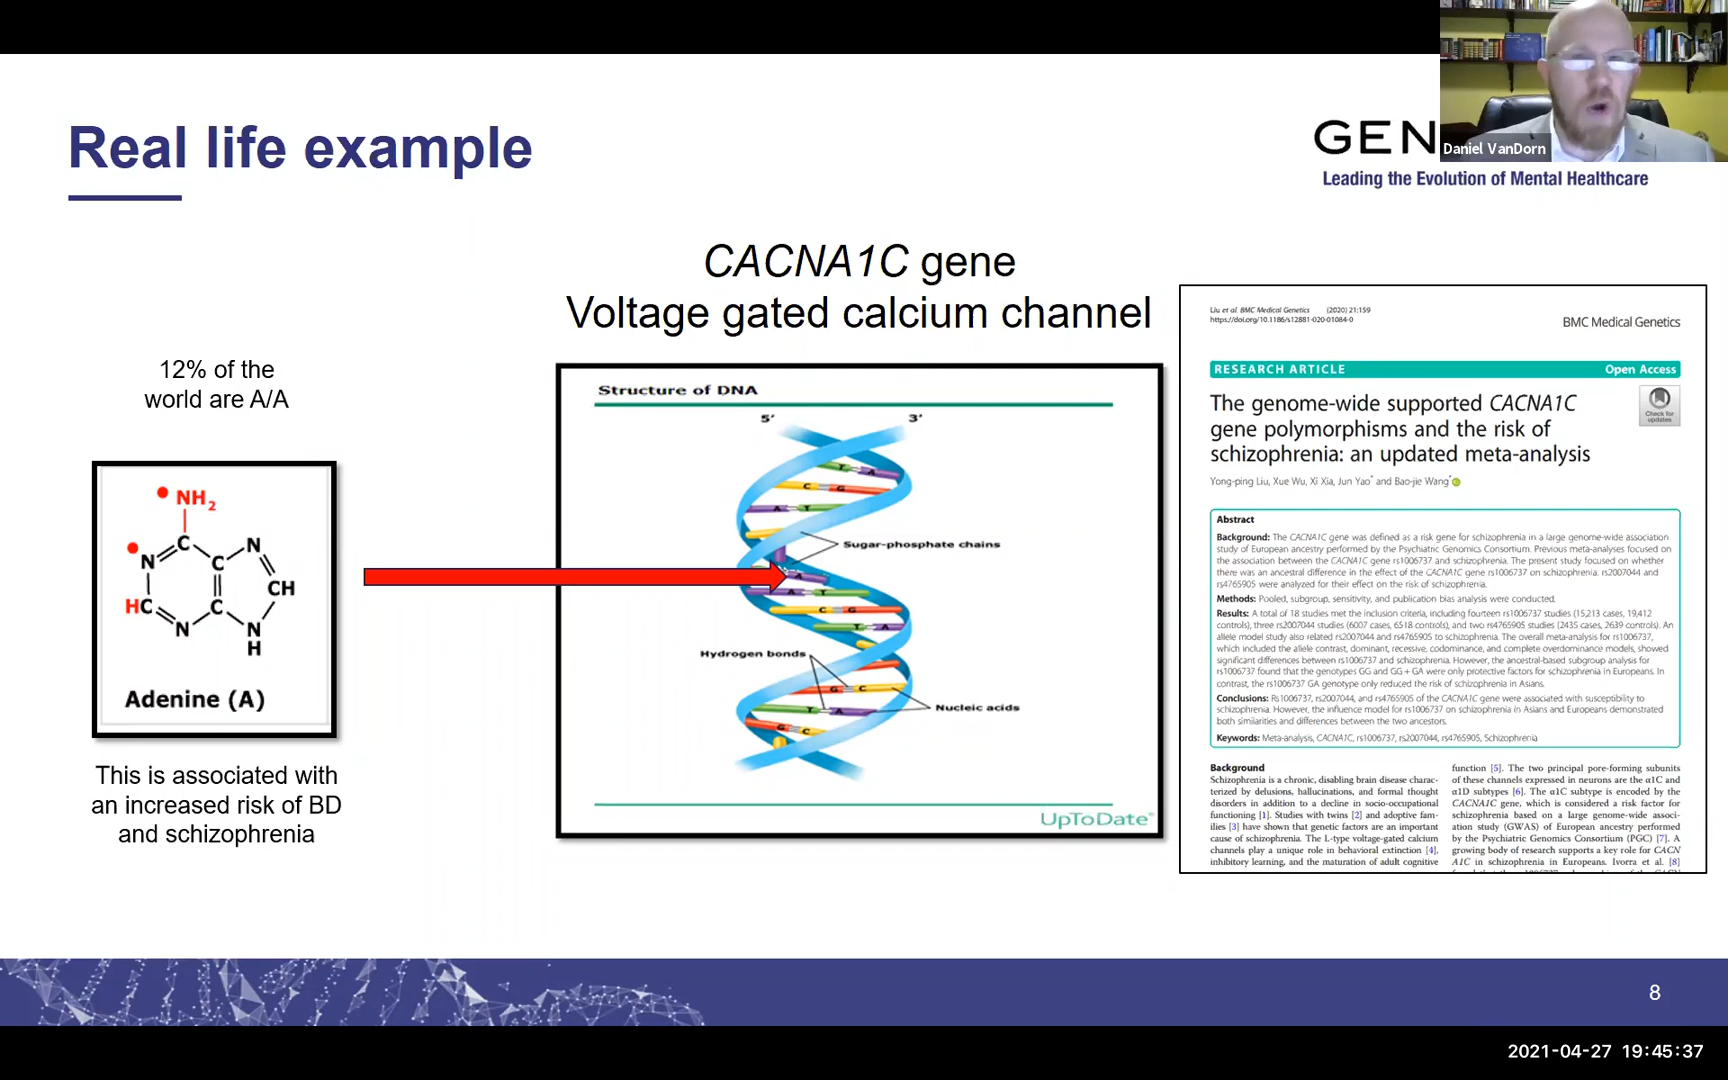 Real life example
GEN
Leading the Evolution of Mental Healthcare
Daniel VanDorn
CACNA1C gene
Voltage gated calcium channel
12% of the
world are A/A
NH2
N
C
N
C
CH
HC
C
N
N
H
Adenine (A)
This is associated with
an increased risk of BD
and schizophrenia
Structure of DNA
5′
3′
T A
C G
A T
Sugar-phosphate chains
A
A T
C G
T A
Hydrogen bonds
G C
Nucleic acids
T A
G C
UpToDate®
Liu et al. BMC Medical Genetics (2020) 21:159
https://doi.org/10.1186/s12881-020-01084-0
BMC Medical Genetics
RESEARCH ARTICLE
Open Access
The genome-wide supported CACNA1C
gene polymorphisms and the risk of
schizophrenia: an updated meta-analysis
Check for
updates
Yong-ping Liu, Xue Wu, Xi Xia, Jun Yao* and Bao-jie Wang*
Abstract
Background: The CACNA1C gene was defined as a risk gene for schizophrenia in a large genome-wide association
study of European ancestry performed by the Psychiatric Genomics Consortium. Previous meta-analyses focused on
the association between the CACNA1C gene rs1006737 and schizophrenia. The present study focused on whether
there was an ancestral difference in the effect of the CACNA1C gene rs1006737 on schizophrenia. rs2007044 and
rs4765905 were analyzed for their effect on the risk of schizophrenia.
Methods: Pooled, subgroup, sensitivity, and publication bias analysis were conducted.
Results: A total of 18 studies met the inclusion criteria, including fourteen rs1006737 studies (15,213 cases, 19,412
controls), three rs2007044 studies (6007 cases, 6518 controls), and two rs4765905 studies (2435 cases, 2639 controls). An
allele model study also related rs2007044 and rs4765905 to schizophrenia. The overall meta-analysis for rs1006737,
which included the allele contrast, dominant, recessive, codominance, and complete overdominance models, showed
significant differences between rs1006737 and schizophrenia. However, the ancestral-based subgroup analysis for
rs1006737 found that the genotypes GG and GG + GA were only protective factors for schizophrenia in Europeans. In
contrast, the rs1006737 GA genotype only reduced the risk of schizophrenia in Asians.
Conclusions: Rs1006737, rs2007044, and rs4765905 of the CACNA1C gene were associated with susceptibility to
schizophrenia. However, the influence model for rs1006737 on schizophrenia in Asians and Europeans demonstrated
both similarities and differences between the two ancestors.
Keywords: Meta-analysis, CACNA1C, rs1006737, rs2007044, rs4765905, Schizophrenia
Background
Schizophrenia is a chronic, disabling brain disease charac-
terized by delusions, hallucinations, and formal thought
disorders in addition to a decline in socio-occupational
functioning [1]. Studies with twins [2] and adoptive fam-
ilies [3] have shown that genetic factors are an important
cause of schizophrenia. The L-type voltage-gated calcium
channels play a unique role in behavioral extinction [4],
inhibitory learning, and the maturation of adult cognitive
function [5]. The two principal pore-forming subunits
of these channels expressed in neurons are the α1C and
α1D subtypes [6]. The α1C subtype is encoded by the
CACNA1C gene, which is considered a risk factor for
schizophrenia based on a large genome-wide associ-
ation study (GWAS) of European ancestry performed
by the Psychiatric Genomics Consortium (PGC) [7]. A
growing body of research supports a key role for CACN
A1C in schizophrenia in Europeans. Ivorra et al. [8]
8
2021-04-27 19:45:37